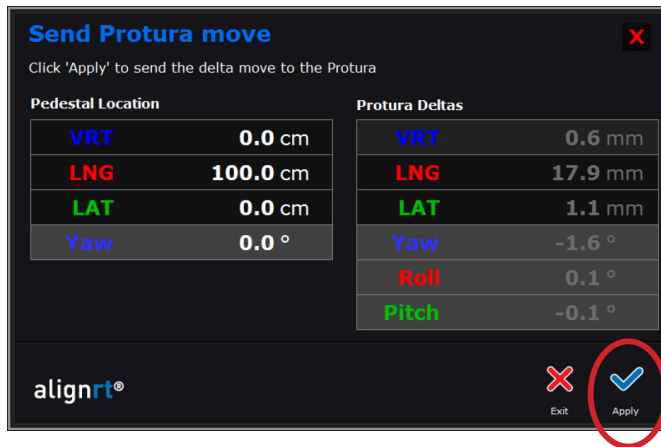 Send Protura move
X
Click 'Apply' to send the delta move to the Protura
Pedestal Location
VRT 0.0 cm
LNG 100.0 cm
LAT 0.0 cm
Yaw 0.0 °
Protura Deltas
VRT 0.6 mm
LNG 17.9 mm
LAT 1.1 mm
Yaw -1.6 °
Roll 0.1 °
Pitch -0.1 °
alignrt®
Exit
Apply